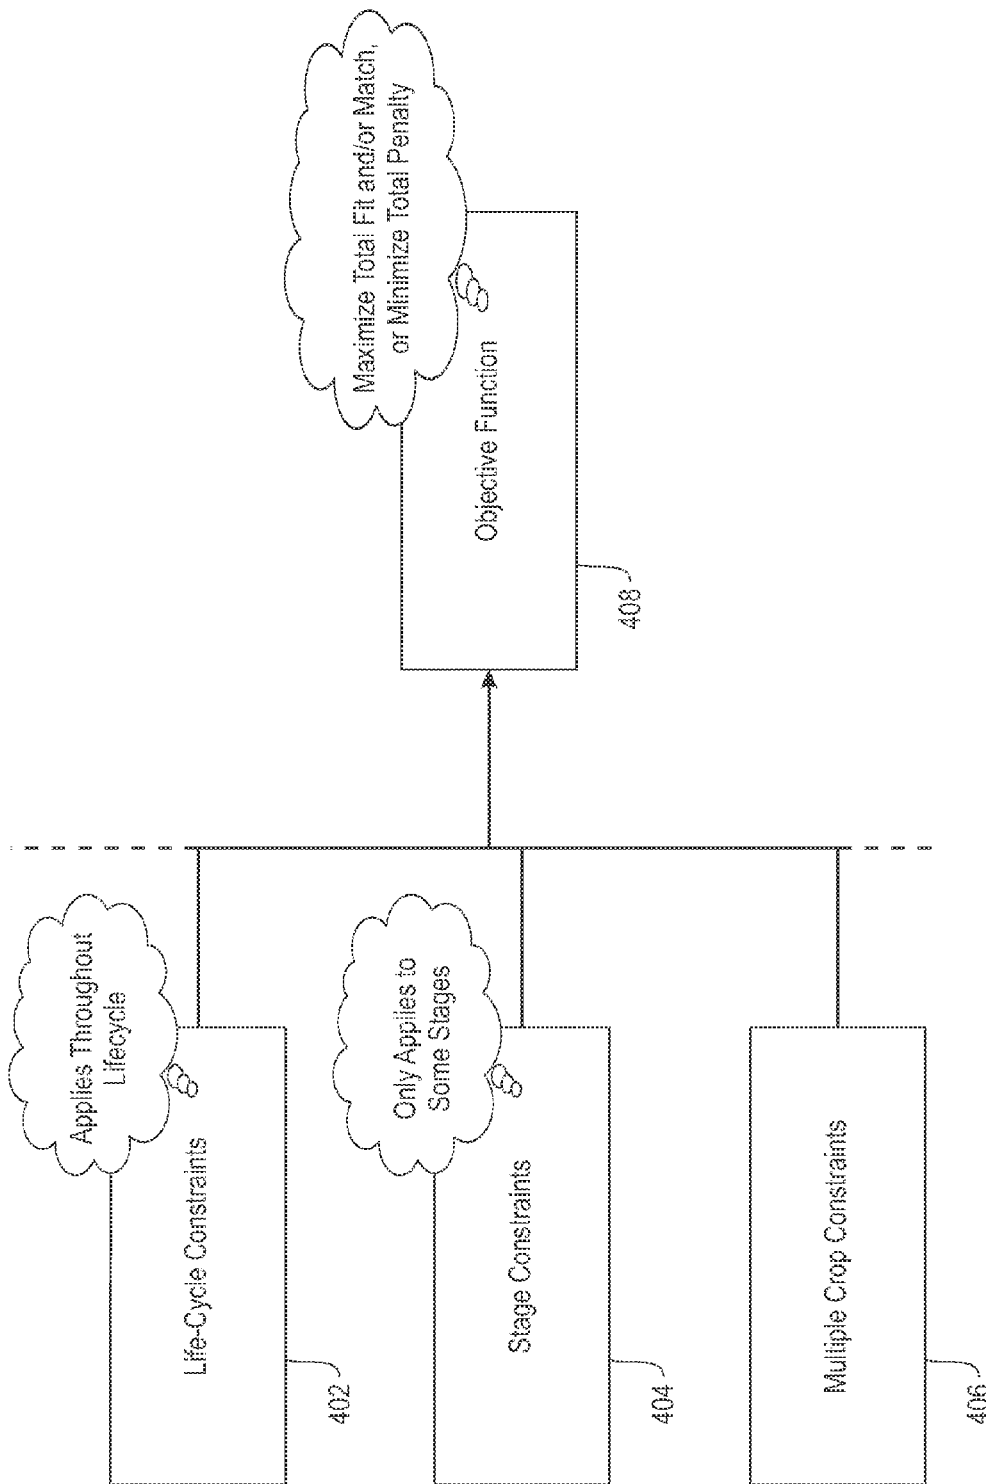 Applies Throughout
Lifecycle
Life-Cycle Constraints
402
Only Applies to
Some Stages
Stage Constraints
404
Multiple Crop Constraints
406
Maximize Total Fit and/or Match,
or Minimize Total Penalty
Objective Function
408